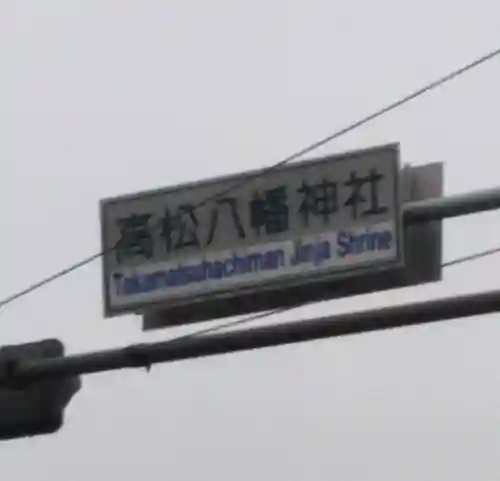 高松八幡神社
Takamatsuhachiman Jinja Shrine